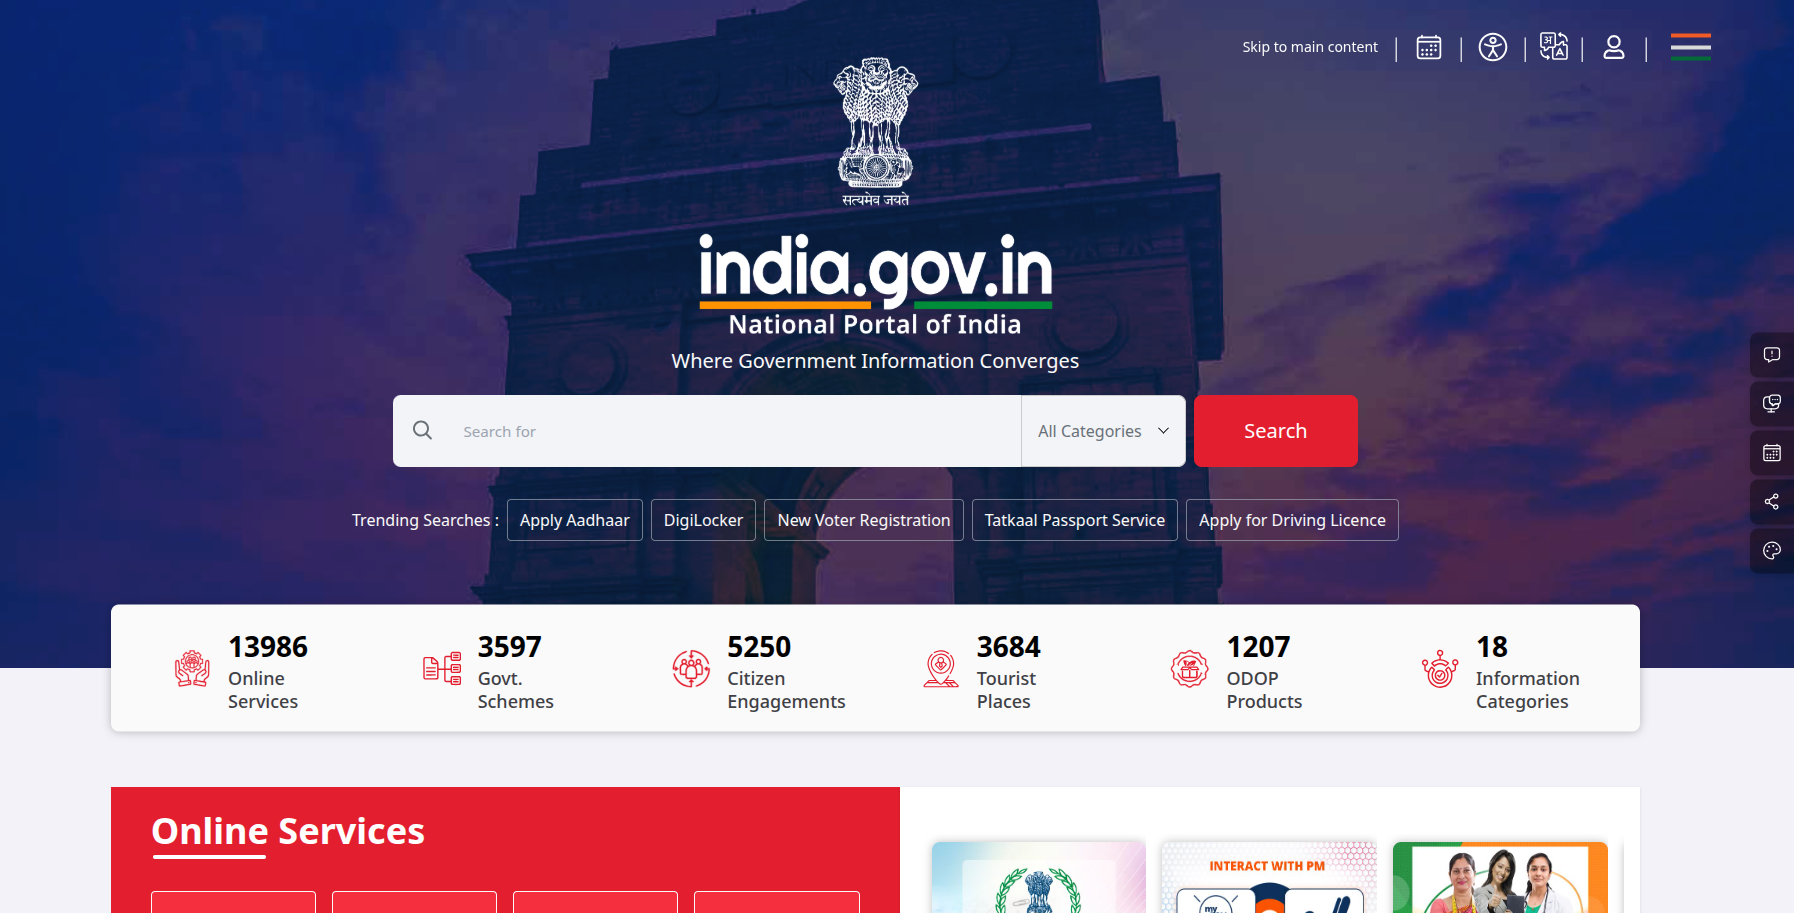 Skip to main content
सत्यमेव जयते
india.gov.in
National Portal of India
Where Government Information Converges
Search for
All Categories
Search
Trending Searches :
Apply Aadhaar
DigiLocker
New Voter Registration
Tatkaal Passport Service
Apply for Driving Licence
13986
Online
Services
3597
Govt.
Schemes
5250
Citizen
Engagements
3684
Tourist
Places
1207
ODOP
Products
18
Information
Categories
Online Services
INTERACT WITH PM
my